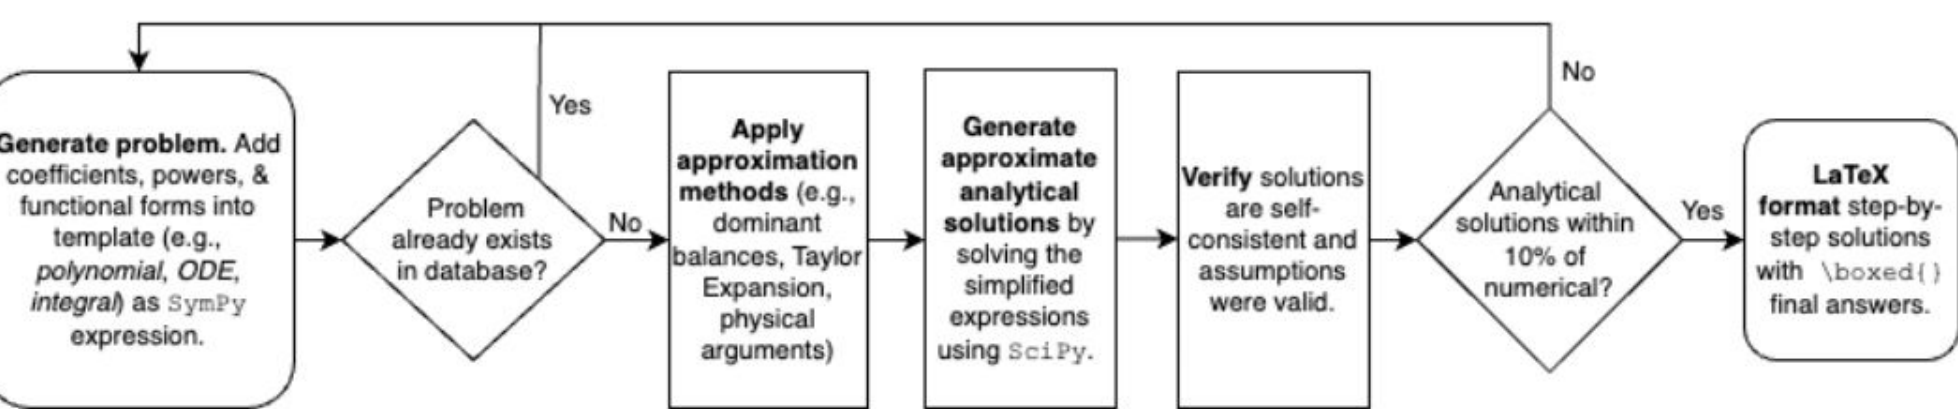 Generate problem. Add
coefficients, powers, &
functional forms into
template (e.g.,
polynomial, ODE,
integral) as SymPy
expression.
Problem
already exists
in database?
Yes
No
Apply
approximation
methods (e.g.,
dominant
balances, Taylor
Expansion,
physical
arguments)
Generate
approximate
analytical
solutions by
solving the
simplified
expressions
using SciPy.
Verify solutions
are self-
consistent and
assumptions
were valid.
Analytical
solutions within
10% of
numerical?
No
Yes
LaTeX
format step-by-
step solutions
with \boxed{}
final answers.